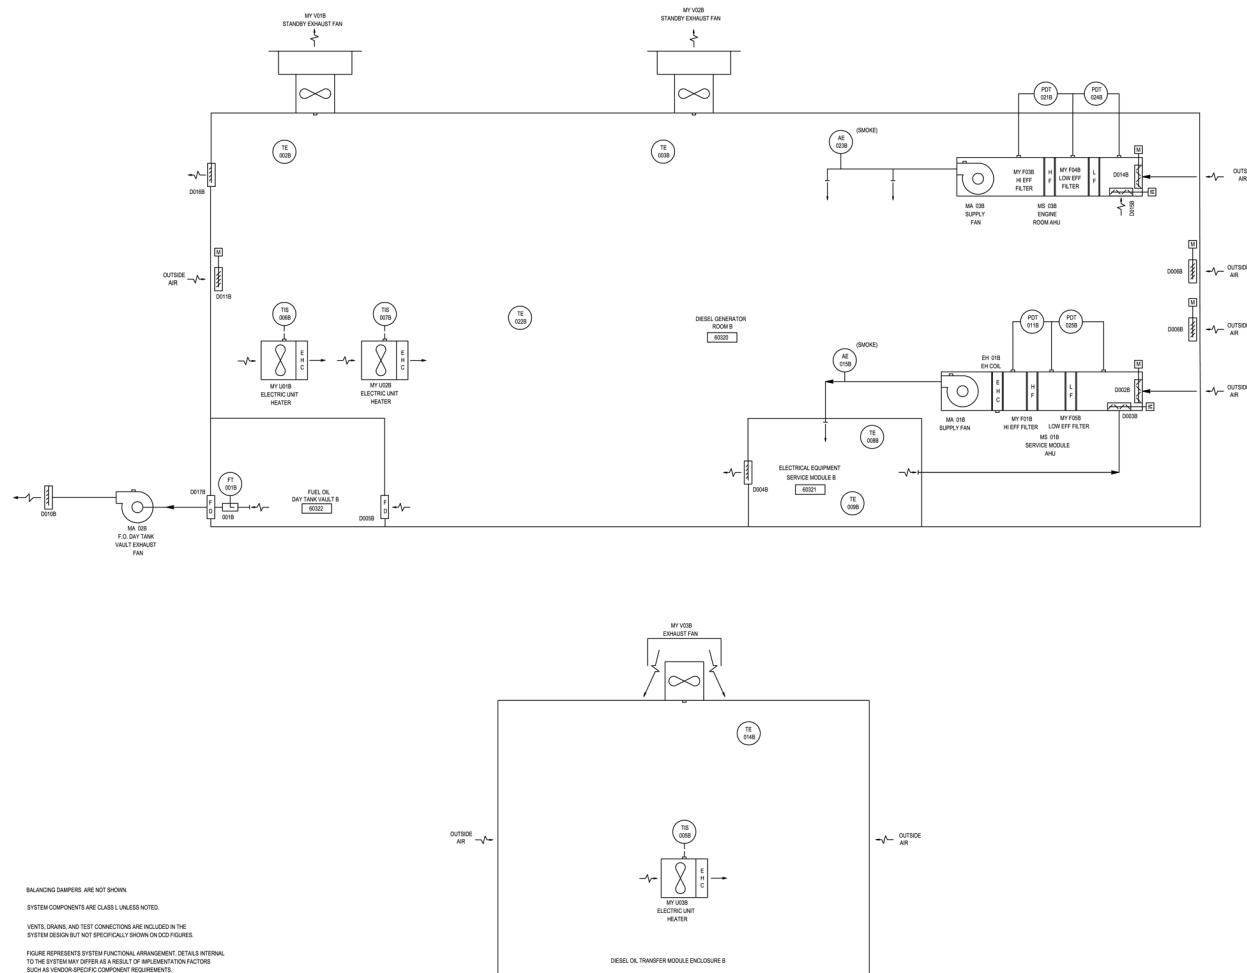 MY V01B
STANDBY EXHAUST FAN
MY V02B
STANDBY EXHAUST FAN
PDT
021B
PDT
024B
TE
002B
TE
003B
AE
023B
(SMOKE)
MY F03B
HI EFF
FILTER
H
F
MY F04B
LOW EFF
FILTER
L
F
D014B
M
M
D015B
OUTS
AIR
D016B
MA 03B
SUPPLY
FAN
MS 03B
ENGINE
ROOM AHU
OUTSIDE
AIR
M
D011B
M
D006B
OUTSID
AIR
TIS
006B
TIS
007B
TE
022B
DIESEL GENERATOR
ROOM B
60320
PDT
011B
PDT
025B
M
D008B
OUTSID
AIR
E
H
C
E
H
C
MY U01B
ELECTRIC UNIT
HEATER
MY U02B
ELECTRIC UNIT
HEATER
AE
015B
(SMOKE)
EH 01B
EH COIL
E
H
C
H
F
L
F
D002B
M
M
D003B
OUTSID
AIR
MA 01B
SUPPLY FAN
MY F01B
HI EFF FILTER
MY F05B
LOW EFF FILTER
MS 01B
SERVICE MODULE
AHU
TE
008B
ELECTRICAL EQUIPMENT
SERVICE MODULE B
60321
D004B
TE
009B
D010B
MA 02B
F.O. DAY TANK
VAULT EXHAUST
FAN
D017B
F
D
FT
001B
001B
FUEL OIL
DAY TANK VAULT B
60322
F
D
D005B
MY V03B
EXHAUST FAN
TE
014B
TIS
005B
OUTSIDE
AIR
OUTSIDE
AIR
E
H
C
MY U03B
ELECTRIC UNIT
HEATER
DIESEL OIL TRANSFER MODULE ENCLOSURE B
BALANCING DAMPERS ARE NOT SHOWN.
SYSTEM COMPONENTS ARE CLASS L UNLESS NOTED.
VENTS, DRAINS, AND TEST CONNECTIONS ARE INCLUDED IN THE
SYSTEM DESIGN BUT NOT SPECIFICALLY SHOWN ON DCD FIGURES.
FIGURE REPRESENTS SYSTEM FUNCTIONAL ARRANGEMENT. DETAILS INTERNAL
TO THE SYSTEM MAY DIFFER AS A RESULT OF IMPLEMENTATION FACTORS
SUCH AS VENDOR-SPECIFIC COMPONENT REQUIREMENTS.